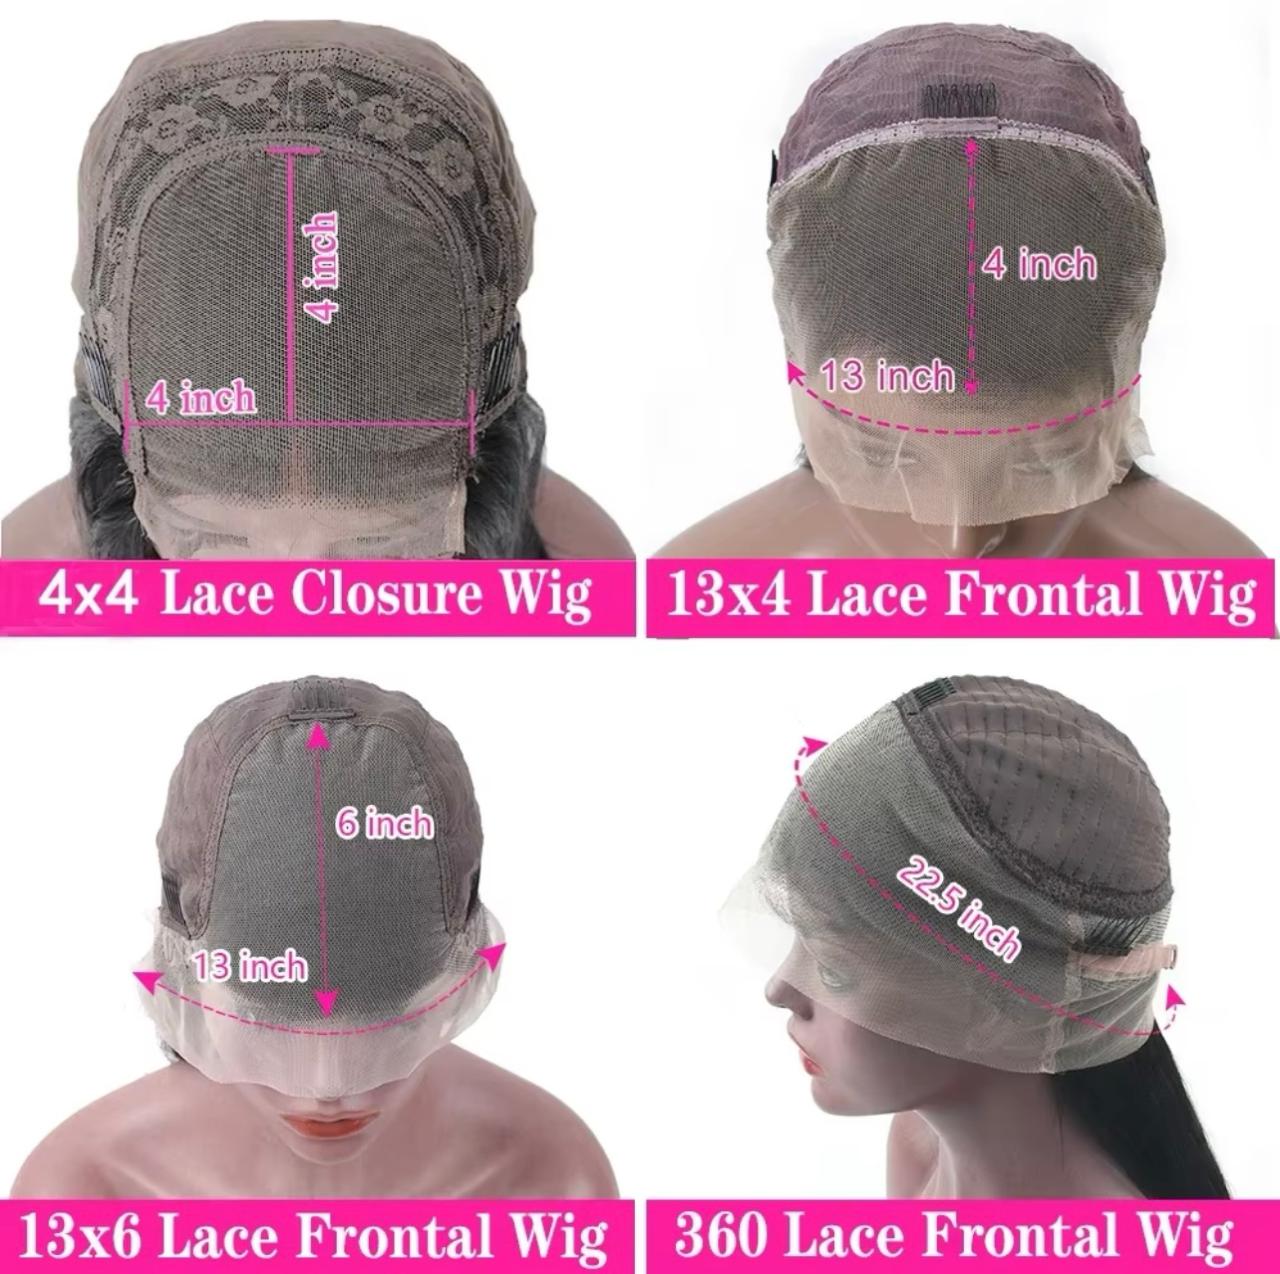 4 inch
4 inch
4x4 Lace Closure Wig
4 inch
13 inch
13x4 Lace Frontal Wig
6 inch
13 inch
13x6 Lace Frontal Wig
22.5 inch
360 Lace Frontal Wig